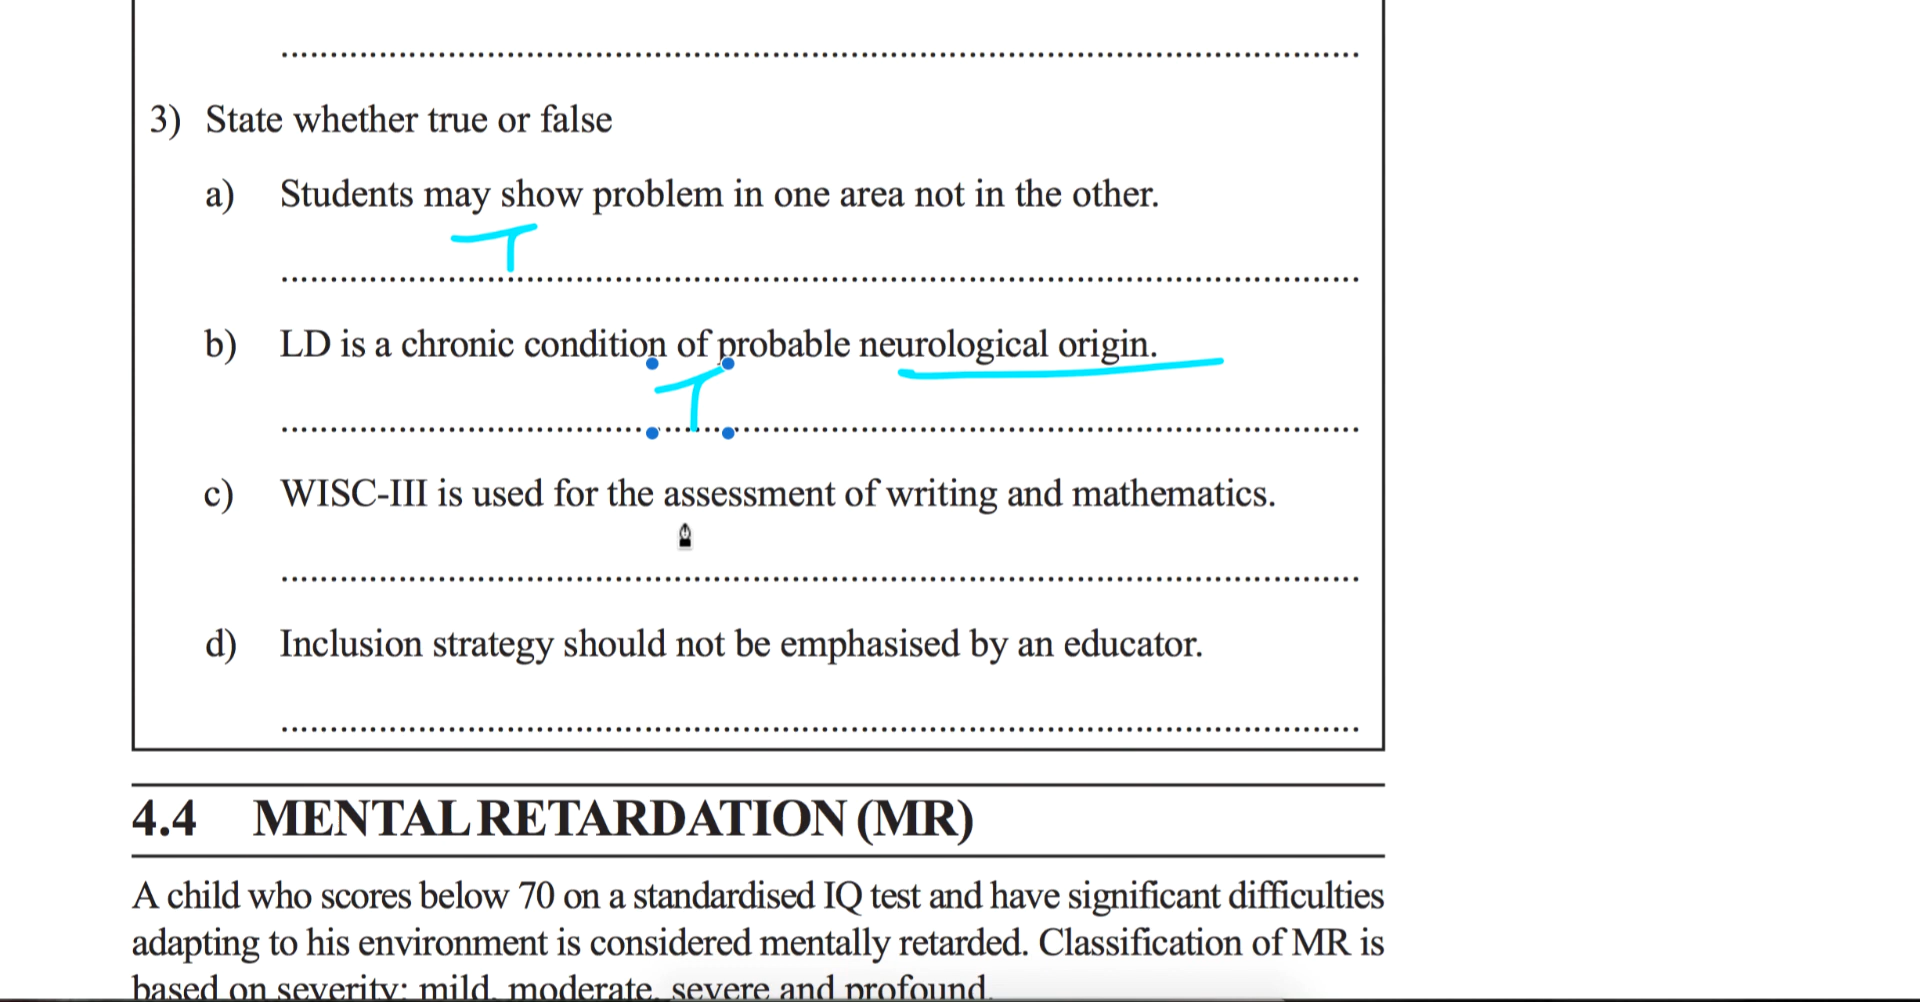 3) State whether true or false
a) Students may show problem in one area not in the other.
T
b) LD is a chronic condition of probable neurological origin.
T
c) WISC-III is used for the assessment of writing and mathematics.
d) Inclusion strategy should not be emphasised by an educator.
4.4 MENTAL RETARDATION (MR)
A child who scores below 70 on a standardised IQ test and have significant difficulties
adapting to his environment is considered mentally retarded. Classification of MR is
based on severity: mild, moderate, severe and profound.